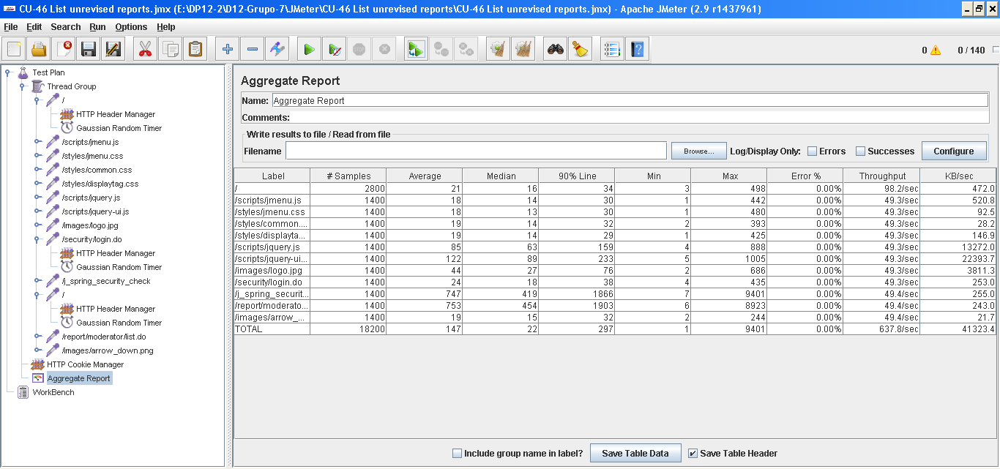 CU-46 List unrevised reports.jmx (E:\DP12-2\D12-Grupo-7\JMeter\CU-46 List unrevised reports\CU-46 List unrevised reports.jmx) - Apache JMeter (2.9 r1437961)
File Edit Search Run Options Help
0 0 / 140
Test Plan
Thread Group
/
HTTP Header Manager
Gaussian Random Timer
/scripts/jmenu.js
/styles/jmenu.css
/styles/common.css
/styles/displaytag.css
/scripts/jquery.js
/scripts/jquery-ui.js
/images/logo.jpg
/security/login.do
HTTP Header Manager
Gaussian Random Timer
/j_spring_security_check
/
HTTP Header Manager
Gaussian Random Timer
/report/moderator/list.do
/images/arrow_down.png
HTTP Cookie Manager
Aggregate Report
WorkBench
Aggregate Report
Name: Aggregate Report
Comments:
Write results to file / Read from file
Filename Browse... Log/Display Only: Errors Successes Configure
Label # Samples Average Median 90% Line Min Max Error % Throughput KB/sec
/ 2800 21 16 34 3 498 0.00% 98.2/sec 472.0
/scripts/jmenu.js 1400 18 14 30 1 442 0.00% 49.3/sec 520.8
/styles/jmenu.css 1400 18 13 30 1 480 0.00% 49.3/sec 92.5
/styles/common.... 1400 19 14 32 2 393 0.00% 49.3/sec 28.2
/styles/displayta... 1400 19 14 29 1 425 0.00% 49.3/sec 146.9
/scripts/jquery.js 1400 85 63 159 4 888 0.00% 49.3/sec 13272.0
/scripts/jquery-ui... 1400 122 89 233 5 1005 0.00% 49.3/sec 22393.7
/images/logo.jpg 1400 44 27 76 2 686 0.00% 49.3/sec 3811.3
/security/login.do 1400 24 18 38 4 435 0.00% 49.3/sec 253.0
/j_spring_securit... 1400 747 419 1866 7 9401 0.00% 49.4/sec 255.0
/report/moderato... 1400 753 454 1903 6 8923 0.00% 49.4/sec 243.0
/images/arrow_... 1400 19 15 32 2 244 0.00% 49.4/sec 21.7
TOTAL 18200 147 22 297 1 9401 0.00% 637.8/sec 41323.4
Include group name in label? Save Table Data Save Table Header